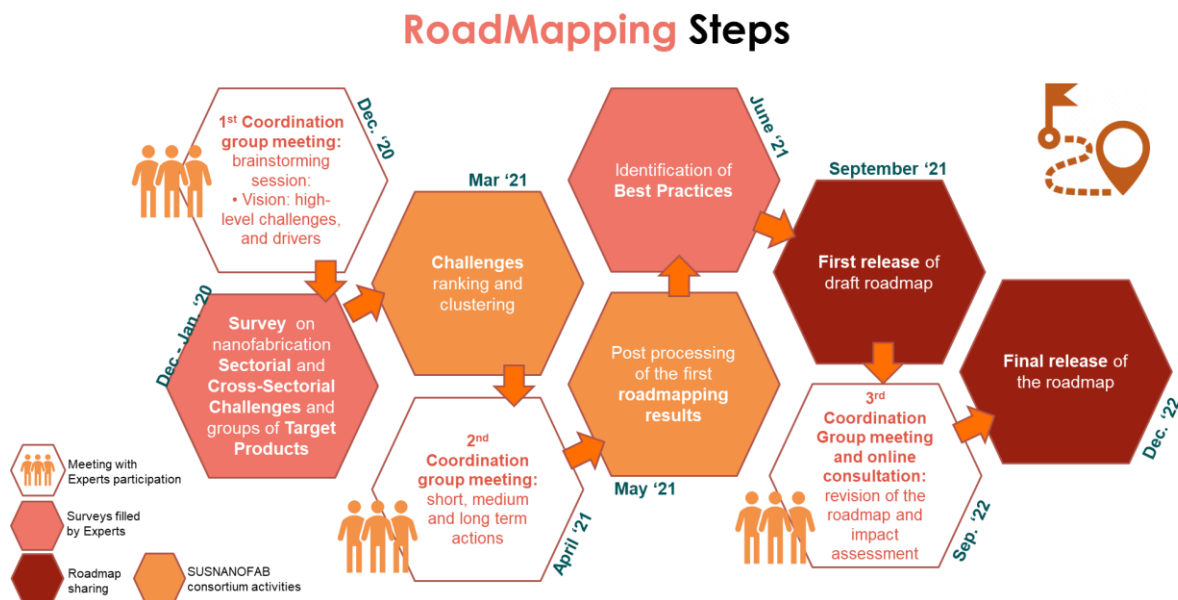 RoadMapping Steps
Dec. ‘20
1st Coordination
group meeting:
brainstorming
session:
• Vision: high-
level challenges,
and drivers
Dec - Jan. ‘20
Survey on
nanofabrication
Sectorial and
Cross-Sectorial
Challenges and
groups of Target
Products
Mar ‘21
Challenges
ranking and
clustering
2nd
Coordination
group meeting:
short, medium
and long term
actions
April ‘21
Post processing
of the first
roadmapping
results
May ‘21
June ‘21
Identification of
Best Practices
September ‘21
First release of
draft roadmap
3rd
Coordination
Group meeting
and online
consultation:
revision of the
roadmap and
impact
assessment
Sep. ‘22
Final release of
the roadmap
Dec. ‘22
Meeting with
Experts participation
Surveys filled
by Experts
Roadmap
sharing
SUSNANOFAB
consortium activities